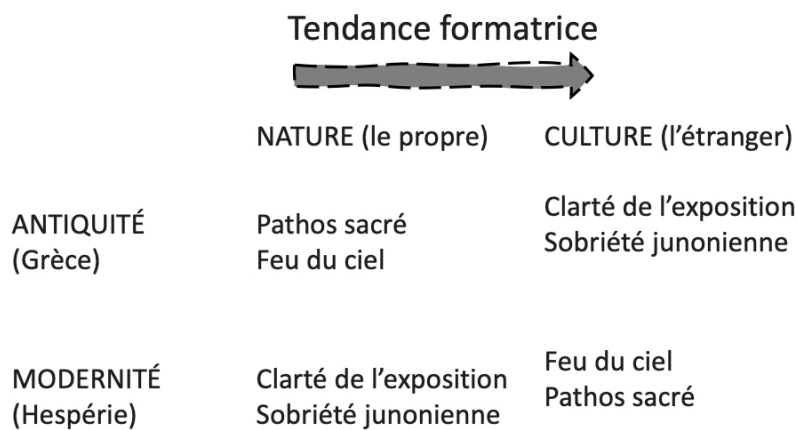 Tendance formatrice
NATURE (le propre) CULTURE (l’étranger)
ANTIQUITÉ Pathos sacré Clarté de l’exposition
(Grèce) Feu du ciel Sobriété junonienne
MODERNITÉ Clarté de l’exposition Feu du ciel
(Hespérie) Sobriété junonienne Pathos sacré